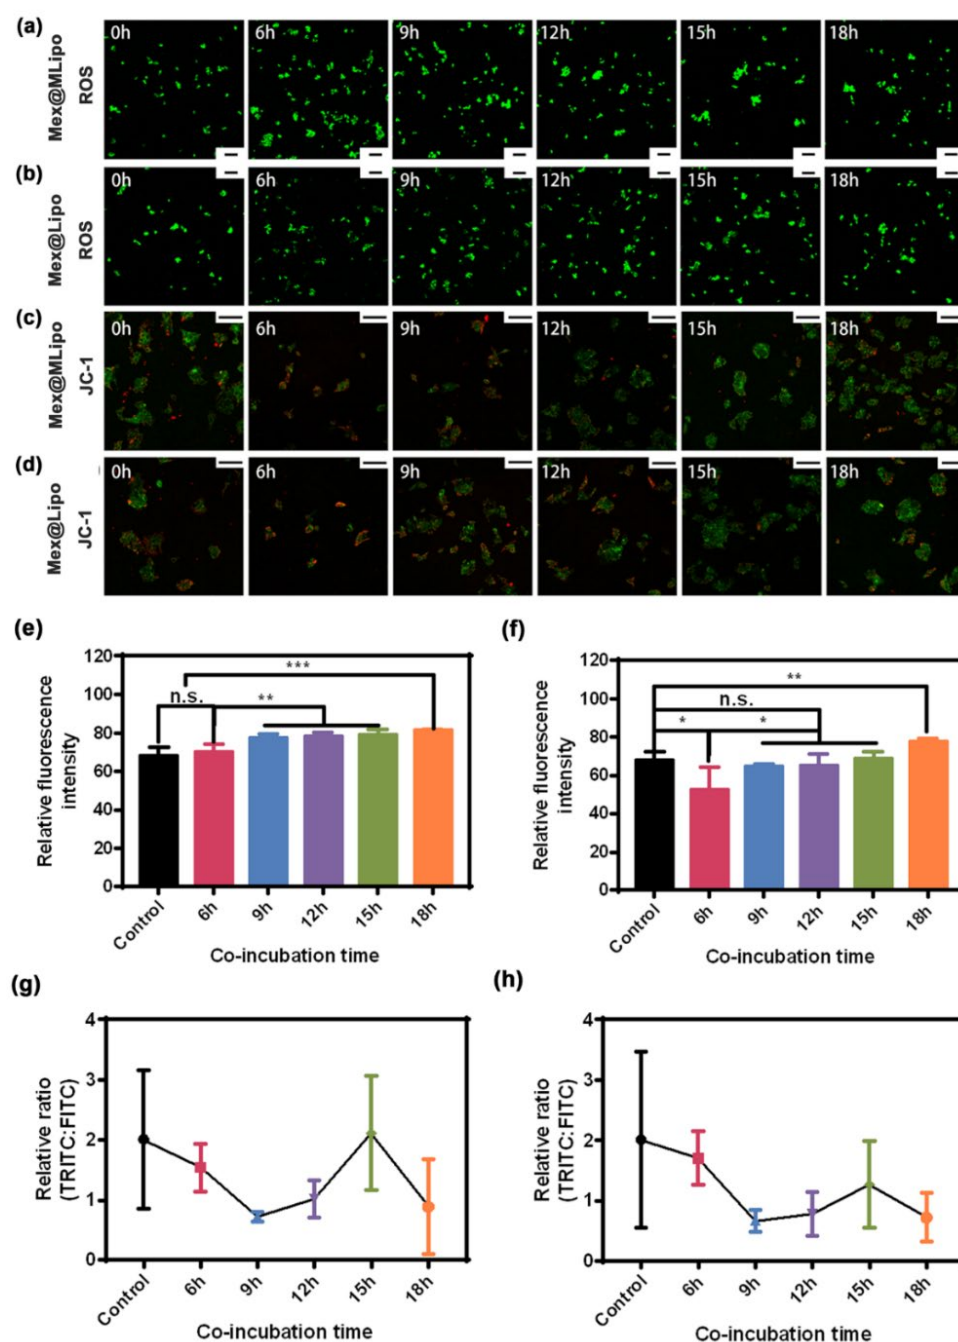 (a)
Mex@MLipo
ROS
0h 6h 9h 12h 15h 18h
(b)
Mex@Lipo
ROS
0h 6h 9h 12h 15h 18h
(c)
Mex@MLipo
JC-1
0h 6h 9h 12h 15h 18h
(d)
Mex@Lipo
JC-1
0h 6h 9h 12h 15h 18h
(e)
Relative fluorescence
intensity
120
100
80
60
40
20
0
***
n.s. **
Control 6h 9h 12h 15h 18h
Co-incubation time
(f)
Relative fluorescence
intensity
120
100
80
60
40
20
0
**
n.s.
* *
Control 6h 9h 12h 15h 18h
Co-incubation time
(g)
Relative ratio
(TRITC:FITC)
4
3
2
1
0
Control 6h 9h 12h 15h 18h
Co-incubation time
(h)
Relative ratio
(TRITC:FITC)
4
3
2
1
0
Control 6h 9h 12h 15h 18h
Co-incubation time